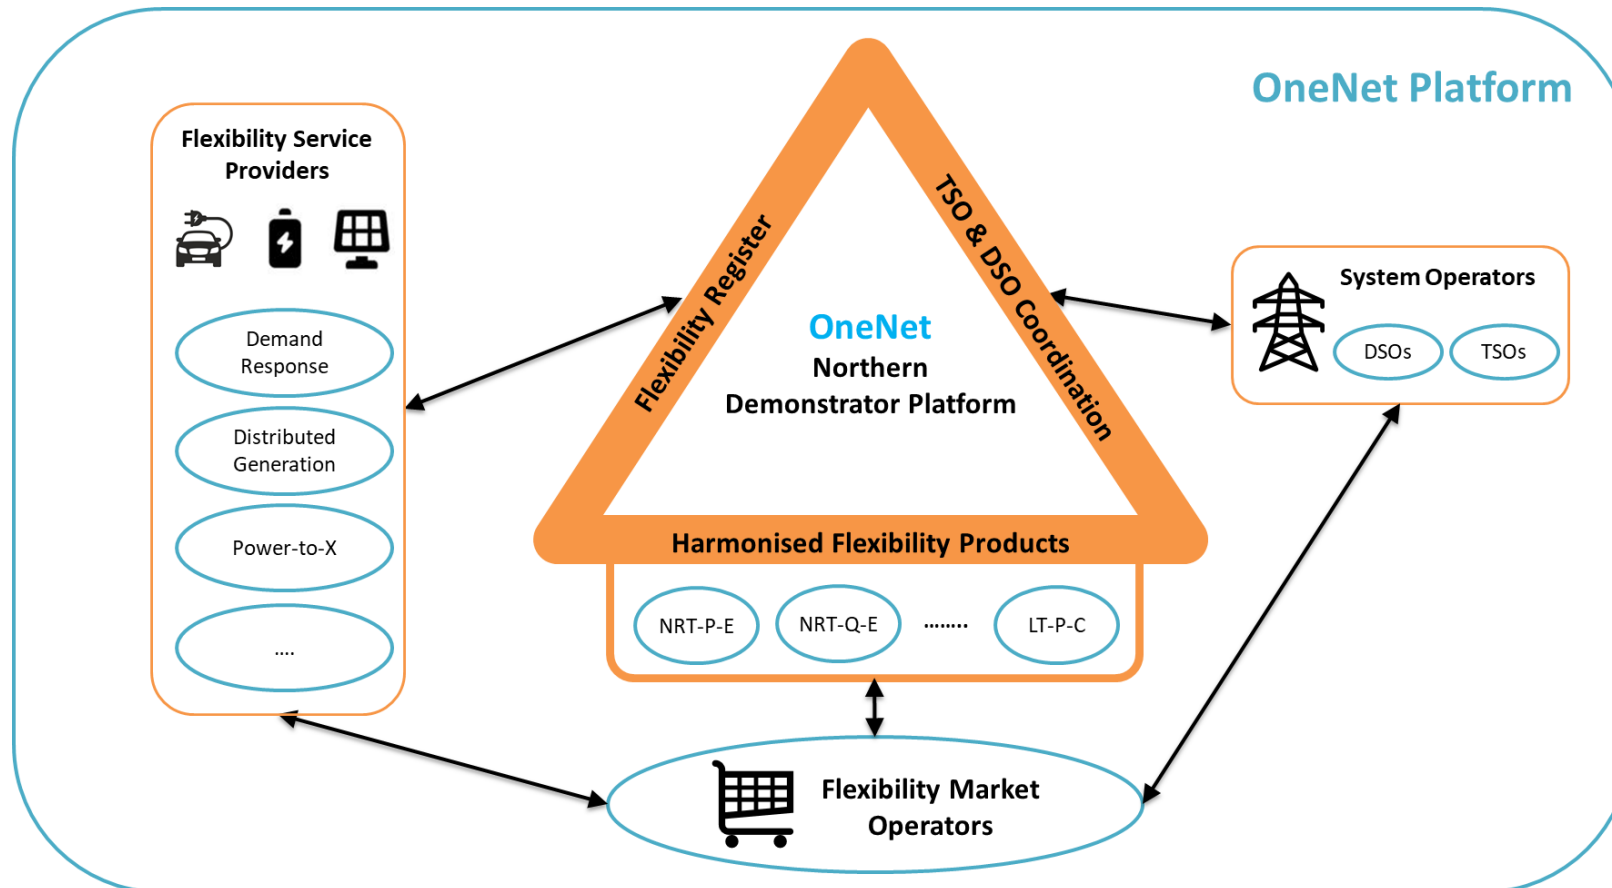 OneNet Platform
Flexibility Service
Providers
Demand
Response
Distributed
Generation
Power-to-X
....
Flexibility Register
TSO & DSO Coordination
OneNet
Northern
Demonstrator Platform
Harmonised Flexibility Products
NRT-P-E
NRT-Q-E
........
LT-P-C
System Operators
DSOs
TSOs
Flexibility Market
Operators